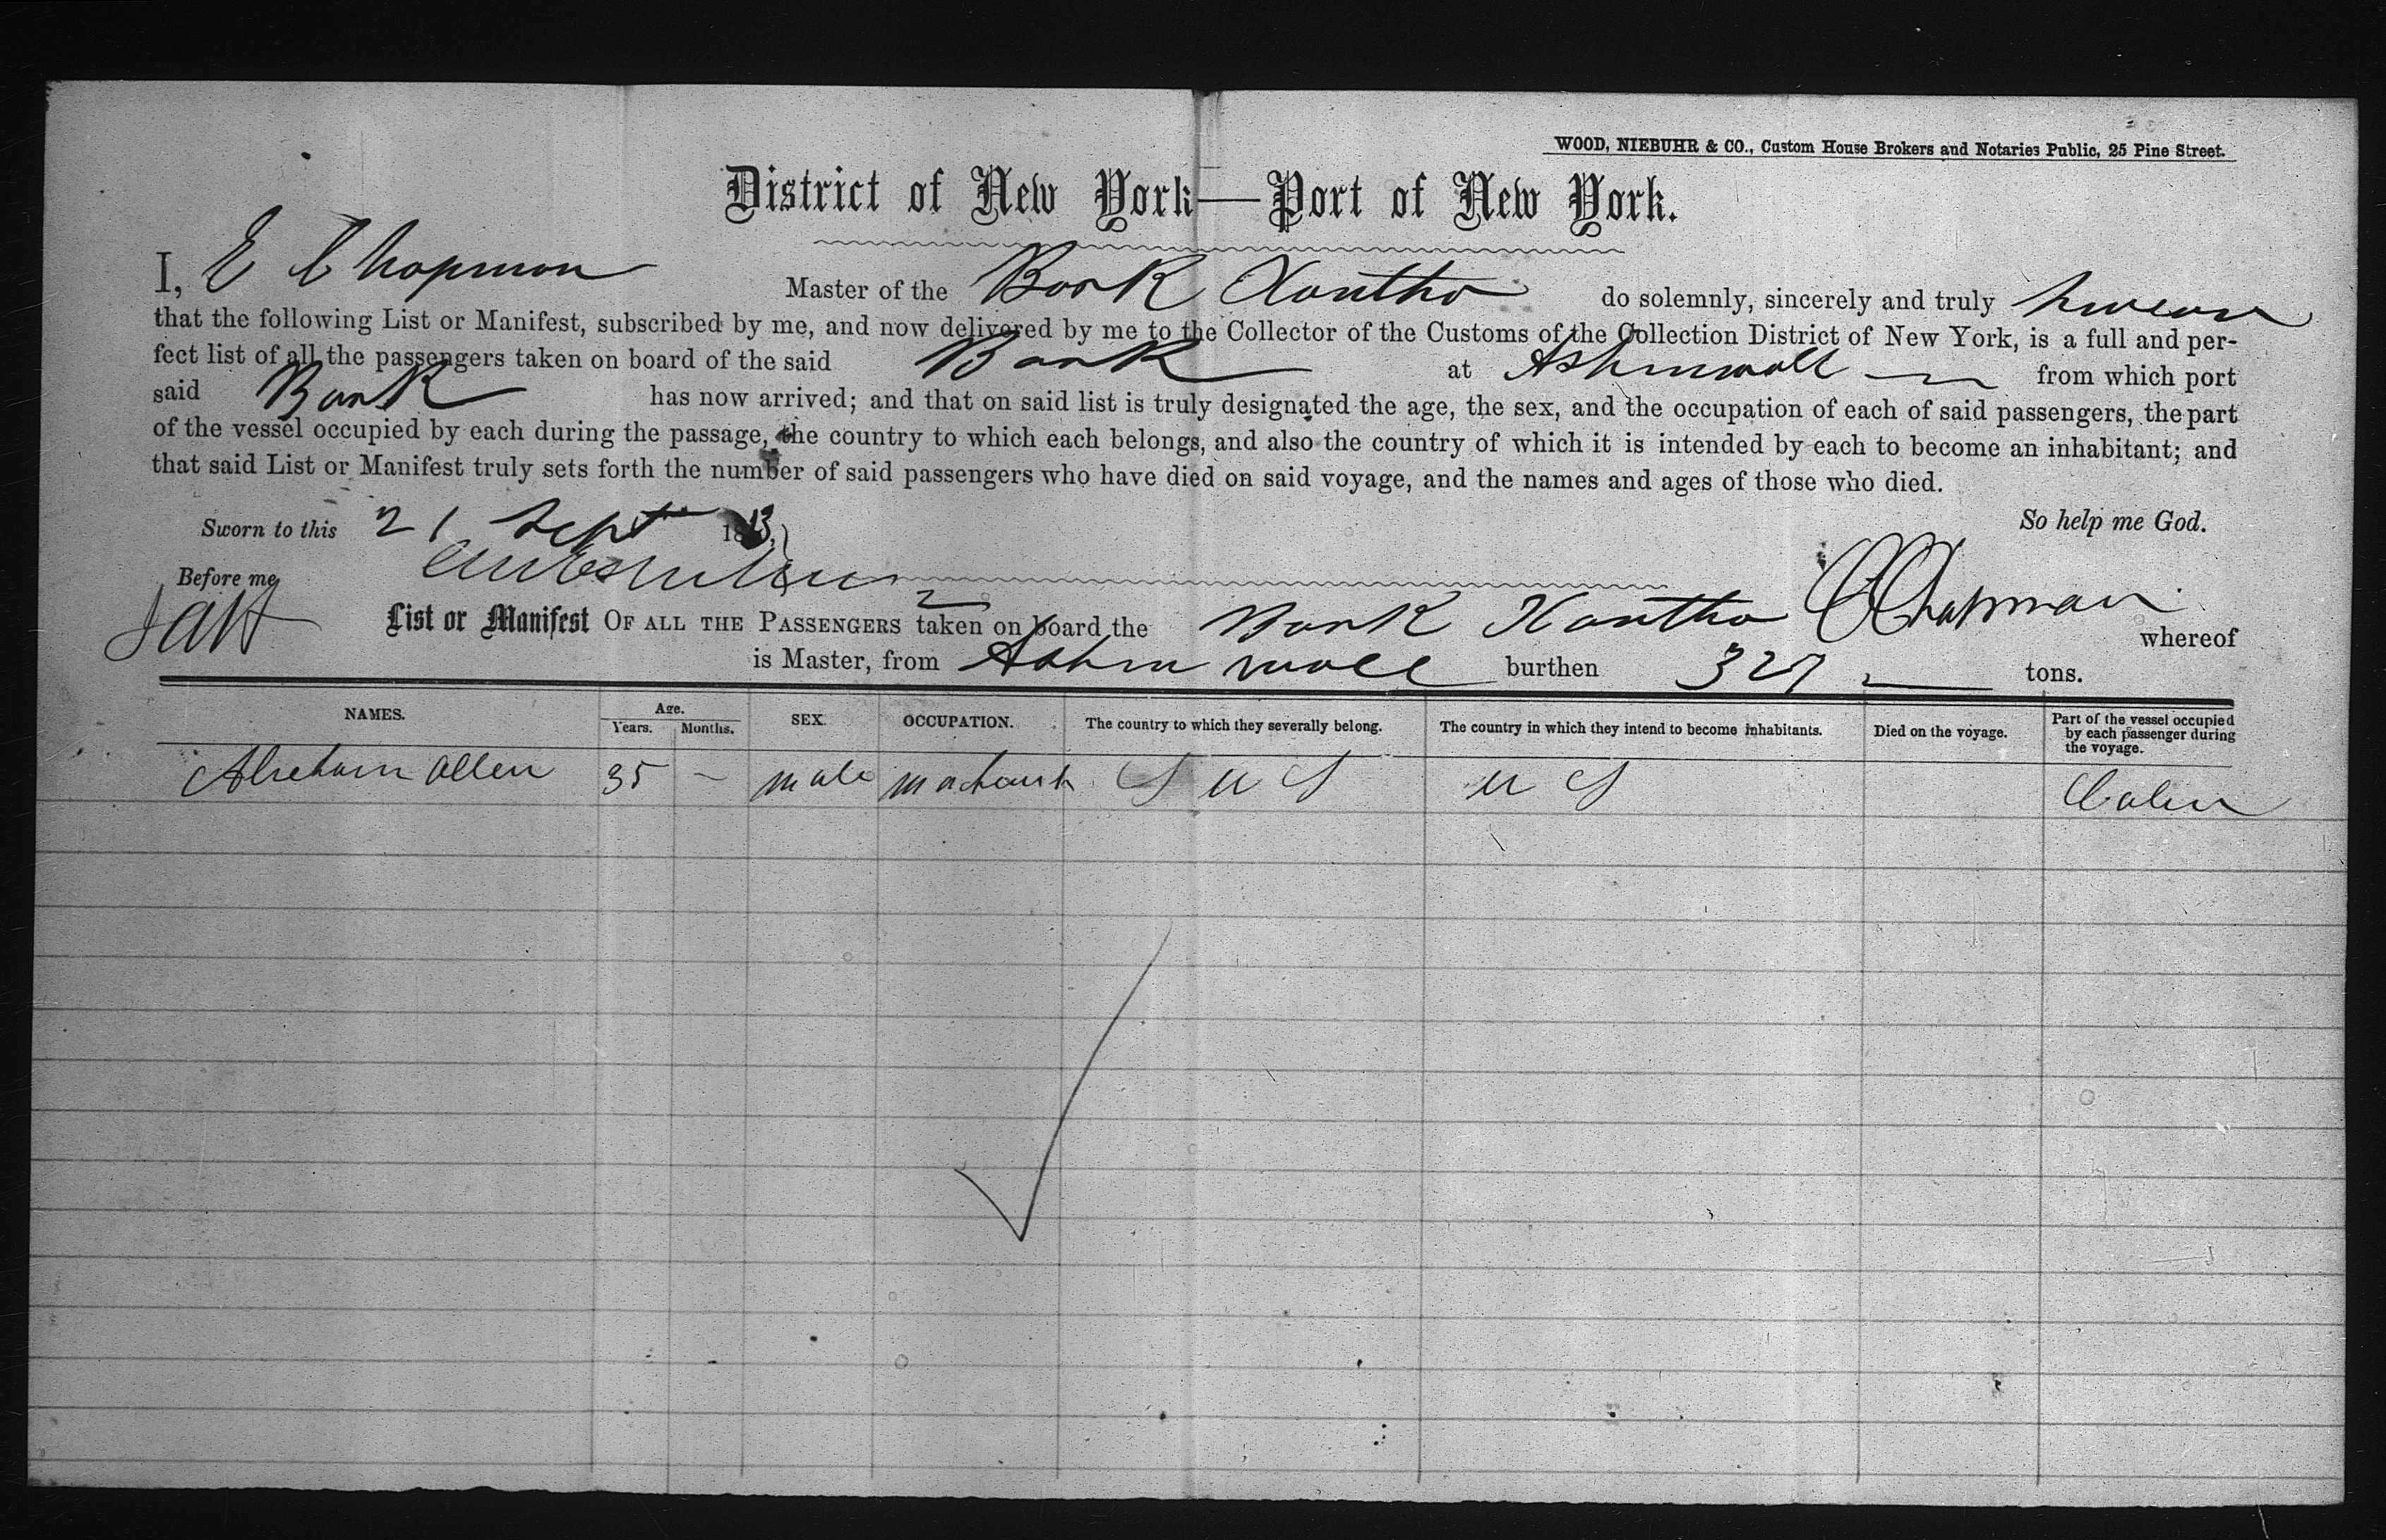 WOOD, NIEBUHR & CO., Custom House Brokers and Notaries Public, 25 Pine Street.
District of New York—Port of New York.
I, E Chapman Master of the Bark Xantho do solemnly, sincerely and truly swear
that the following List or Manifest, subscribed by me, and now delivered by me to the Collector of the Customs of the Collection District of New York, is a full and per-
fect list of all the passengers taken on board of the said Bark at Aspinwall from which port
said Bark has now arrived; and that on said list is truly designated the age, the sex, and the occupation of each of said passengers, the part
of the vessel occupied by each during the passage, the country to which each belongs, and also the country of which it is intended by each to become an inhabitant; and
that said List or Manifest truly sets forth the number of said passengers who have died on said voyage, and the names and ages of those who died.
Sworn to this 21 Sept 18 So help me God.
Before me
List or Manifest OF ALL THE PASSENGERS taken on board the Bark Xantho E Chapman whereof
is Master, from Aspinwall burthen 327 tons.
NAMES. Age. Years. Months. SEX. OCCUPATION. The country to which they severally belong. The country in which they intend to become inhabitants. Died on the voyage. Part of the vessel occupied by each passenger during the voyage.
Abraham Allen 35 – male U S U S Cabin